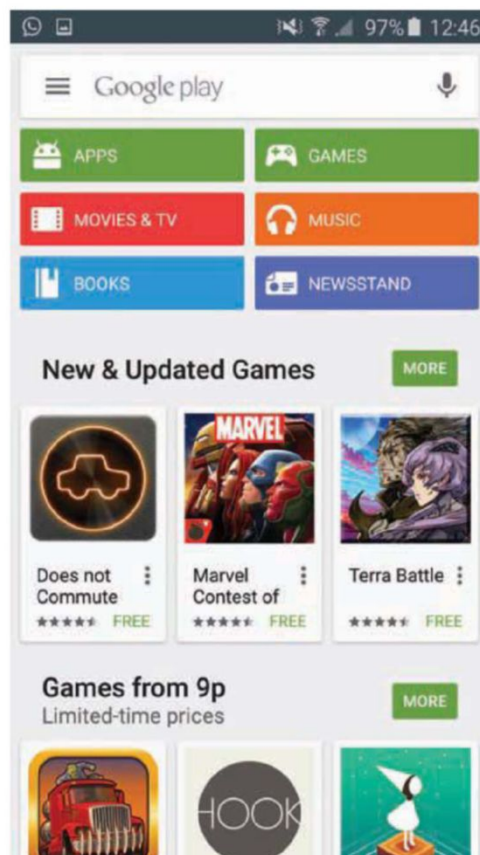 97% 12:46
Google play
APPS
GAMES
MOVIES & TV
MUSIC
BOOKS
NEWSSTAND
New & Updated Games
MORE
MARVEL
Does not
Commute
FREE
Marvel
Contest of
FREE
Terra Battle
FREE
Games from 9p
Limited-time prices
MORE
HOOK